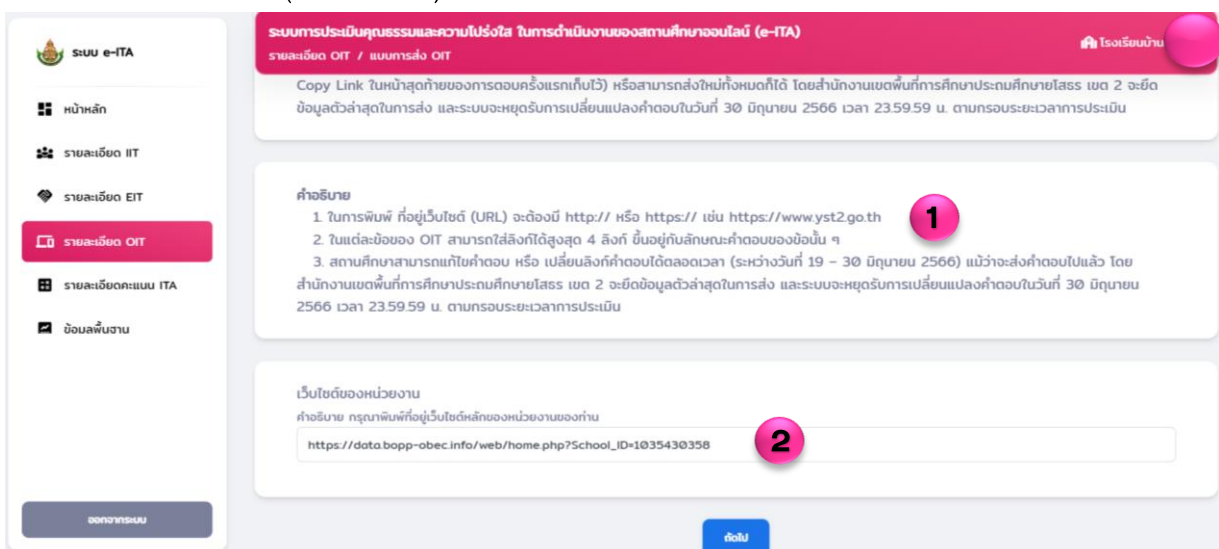 ระบบ e-ITA
หน้าหลัก
รายละเอียด IIT
รายละเอียด EIT
รายละเอียด OIT
รายละเอียดคะแนน ITA
ข้อมูลพื้นฐาน
ออกจากระบบ
ระบบการประเมินคุณธรรมและความโปร่งใส ในการดำเนินงานของสถานศึกษาออนไลน์ (e-ITA)
รายละเอียด OIT / แบบการส่ง OIT
โรงเรียนบ้าน
Copy Link ในหน้าสุดท้ายของการตอบครั้งแรกเก็บไว้) หรือสามารถส่งใหม่ทั้งหมดก็ได้ โดยสำนักงานเขตพื้นที่การศึกษาประถมศึกษายโสธร เขต 2 จะยึด
ข้อมูลตัวล่าสุดในการส่ง และระบบจะหยุดรับการเปลี่ยนแปลงคำตอบในวันที่ 30 มิถุนายน 2566 เวลา 23.59.59 น. ตามกรอบระยะเวลาการประเมิน
คำอธิบาย
1. ในการพิมพ์ ที่อยู่เว็บไซต์ (URL) จะต้องมี http:// หรือ https:// เช่น https://www.yst2.go.th
1
2. ในแต่ละข้อของ OIT สามารถใส่ลิงก์ได้สูงสุด 4 ลิงก์ ขึ้นอยู่กับลักษณะคำตอบของข้อนั้น ๆ
3. สถานศึกษาสามารถแก้ไขคำตอบ หรือ เปลี่ยนลิงก์คำตอบได้ตลอดเวลา (ระหว่างวันที่ 19 – 30 มิถุนายน 2566) แม้ว่าจะส่งคำตอบไปแล้ว โดย
สำนักงานเขตพื้นที่การศึกษาประถมศึกษายโสธร เขต 2 จะยึดข้อมูลตัวล่าสุดในการส่ง และระบบจะหยุดรับการเปลี่ยนแปลงคำตอบในวันที่ 30 มิถุนายน
2566 เวลา 23.59.59 น. ตามกรอบระยะเวลาการประเมิน
เว็บไซต์ของหน่วยงาน
คำอธิบาย กรุณาพิมพ์ที่อยู่เว็บไซต์หลักของหน่วยงานของท่าน
https://data.bopp-obec.info/web/home.php?School_ID=1035430358
2
ถัดไป